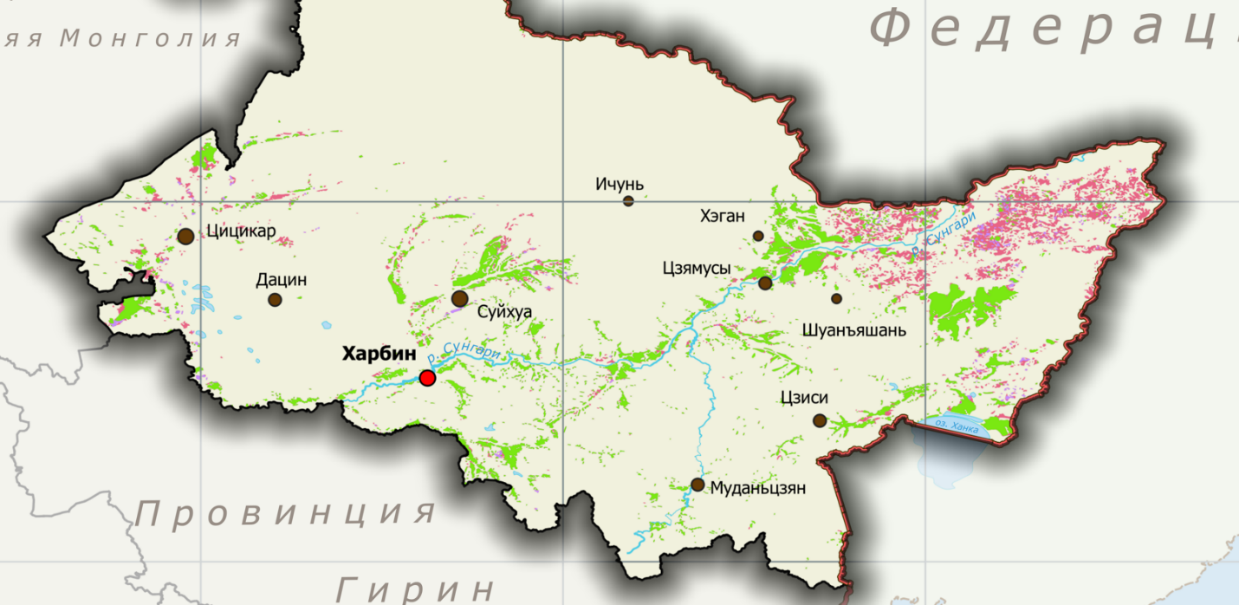 Федерац
яя Монголия
Ичунь
Хэган
Цицикар
р. Сунгари
Цзямусы
Дацин
Суйхуа
Шуанъяшань
Харбин
р. Сунгари
Цзиси
оз. Ханка
Муданьцзян
Провинция
Гирин